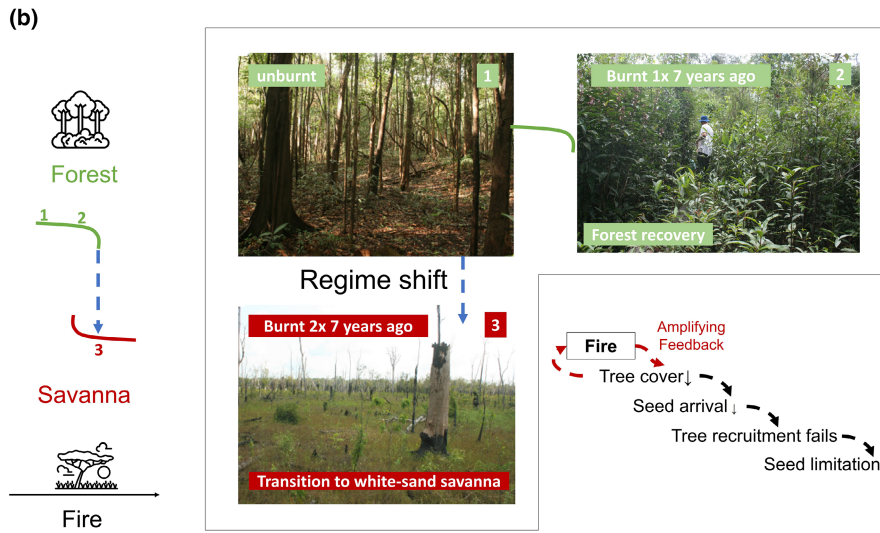 (b)
Forest
1
2
3
Savanna
Fire
unburnt
1
Burnt 1x 7 years ago
2
Forest recovery
Regime shift
Burnt 2x 7 years ago
3
Transition to white-sand savanna
Fire
Amplifying
Feedback
Tree cover↓
Seed arrival ↓
Tree recruitment fails
Seed limitation